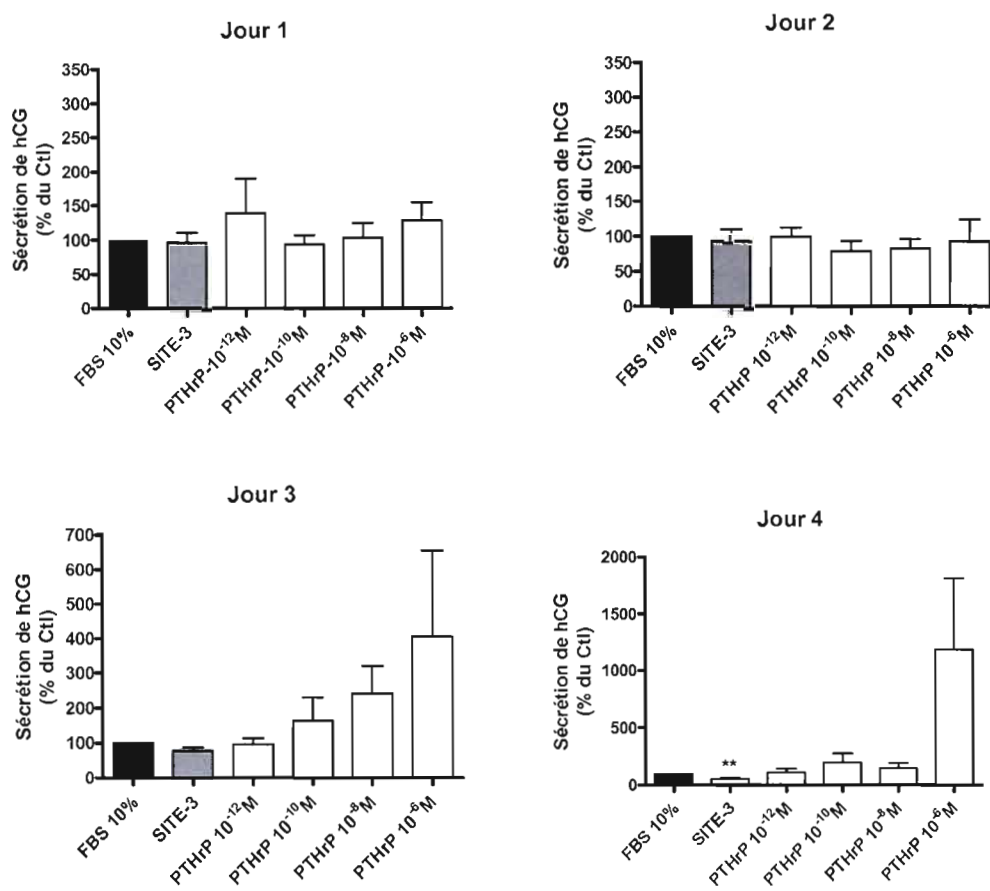 Jour 1
Sécrétion de hCG
(% du Ctl)
350
300
250
200
150
100
50
0
FBS 10%
SITE-3
PTHrP-10⁻¹²M
PTHrP-10⁻¹⁰M
PTHrP-10⁻⁸M
PTHrP-10⁻⁶M
Jour 2
Sécrétion de hCG
(% du Ctl)
350
300
250
200
150
100
50
0
FBS 10%
SITE-3
PTHrP 10⁻¹²M
PTHrP 10⁻¹⁰M
PTHrP 10⁻⁸M
PTHrP 10⁻⁶M
Jour 3
Sécrétion de hCG
(% du Ctl)
700
600
500
400
300
200
100
0
FBS 10%
SITE-3
PTHrP 10⁻¹²M
PTHrP 10⁻¹⁰M
PTHrP 10⁻⁸M
PTHrP 10⁻⁶M
Jour 4
Sécrétion de hCG
(% du Ctl)
2000
1500
1000
500
0
**
FBS 10%
SITE-3
PTHrP 10⁻¹²M
PTHrP 10⁻¹⁰M
PTHrP 10⁻⁸M
PTHrP 10⁻⁶M